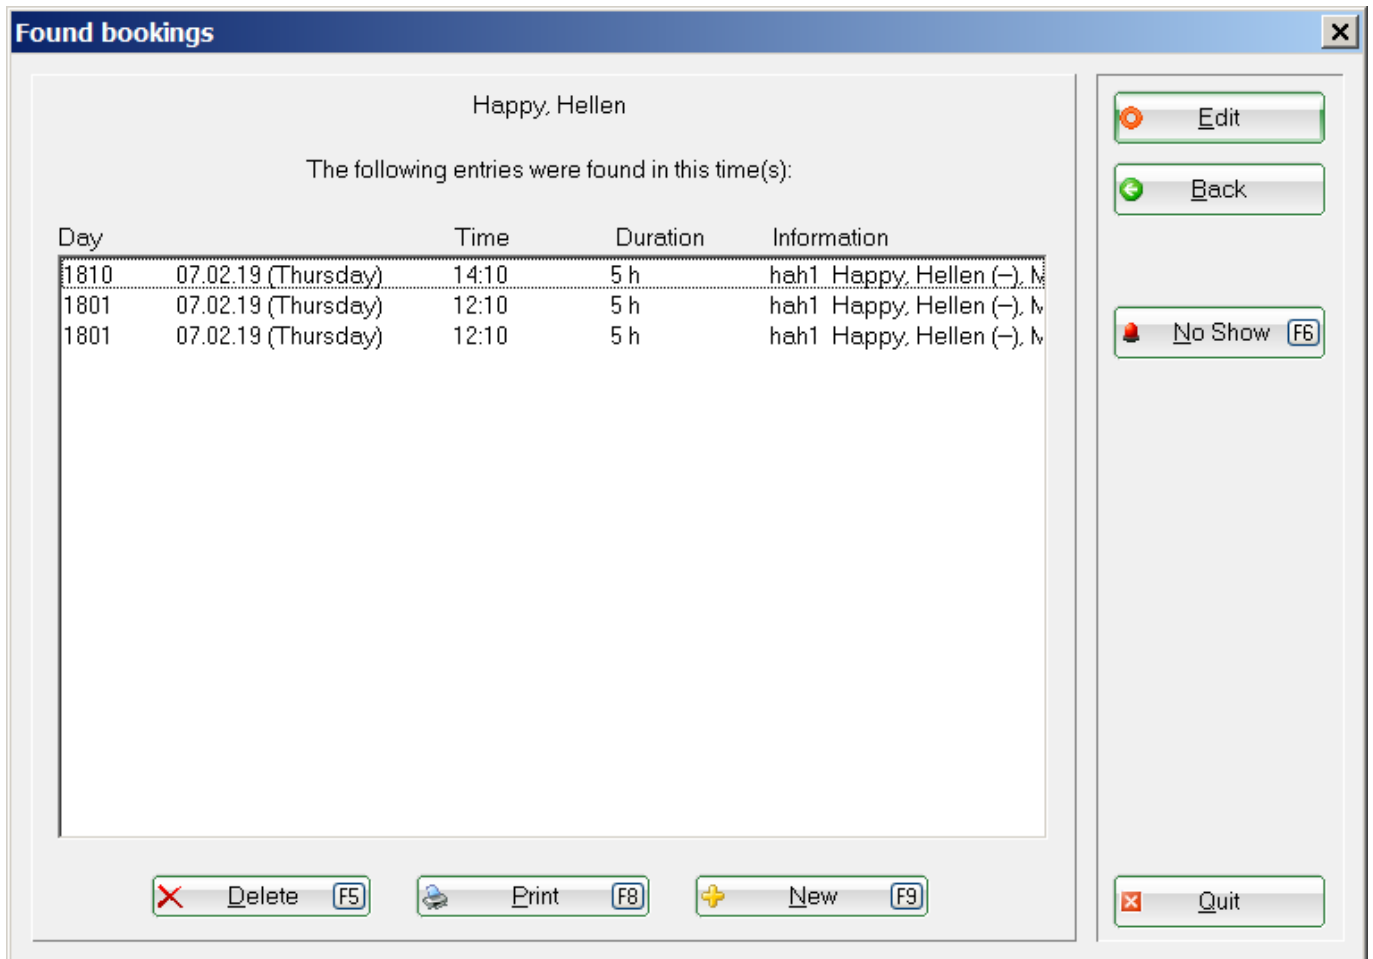 Found bookings
Happy, Hellen
The following entries were found in this time(s):
Day Time Duration Information
1810 07.02.19 (Thursday) 14:10 5 h hah1 Happy, Hellen (–),
1801 07.02.19 (Thursday) 12:10 5 h hah1 Happy, Hellen (–),
1801 07.02.19 (Thursday) 12:10 5 h hah1 Happy, Hellen (–),
Delete F5
Print F8
New F9
Edit
Back
No Show F6
Quit